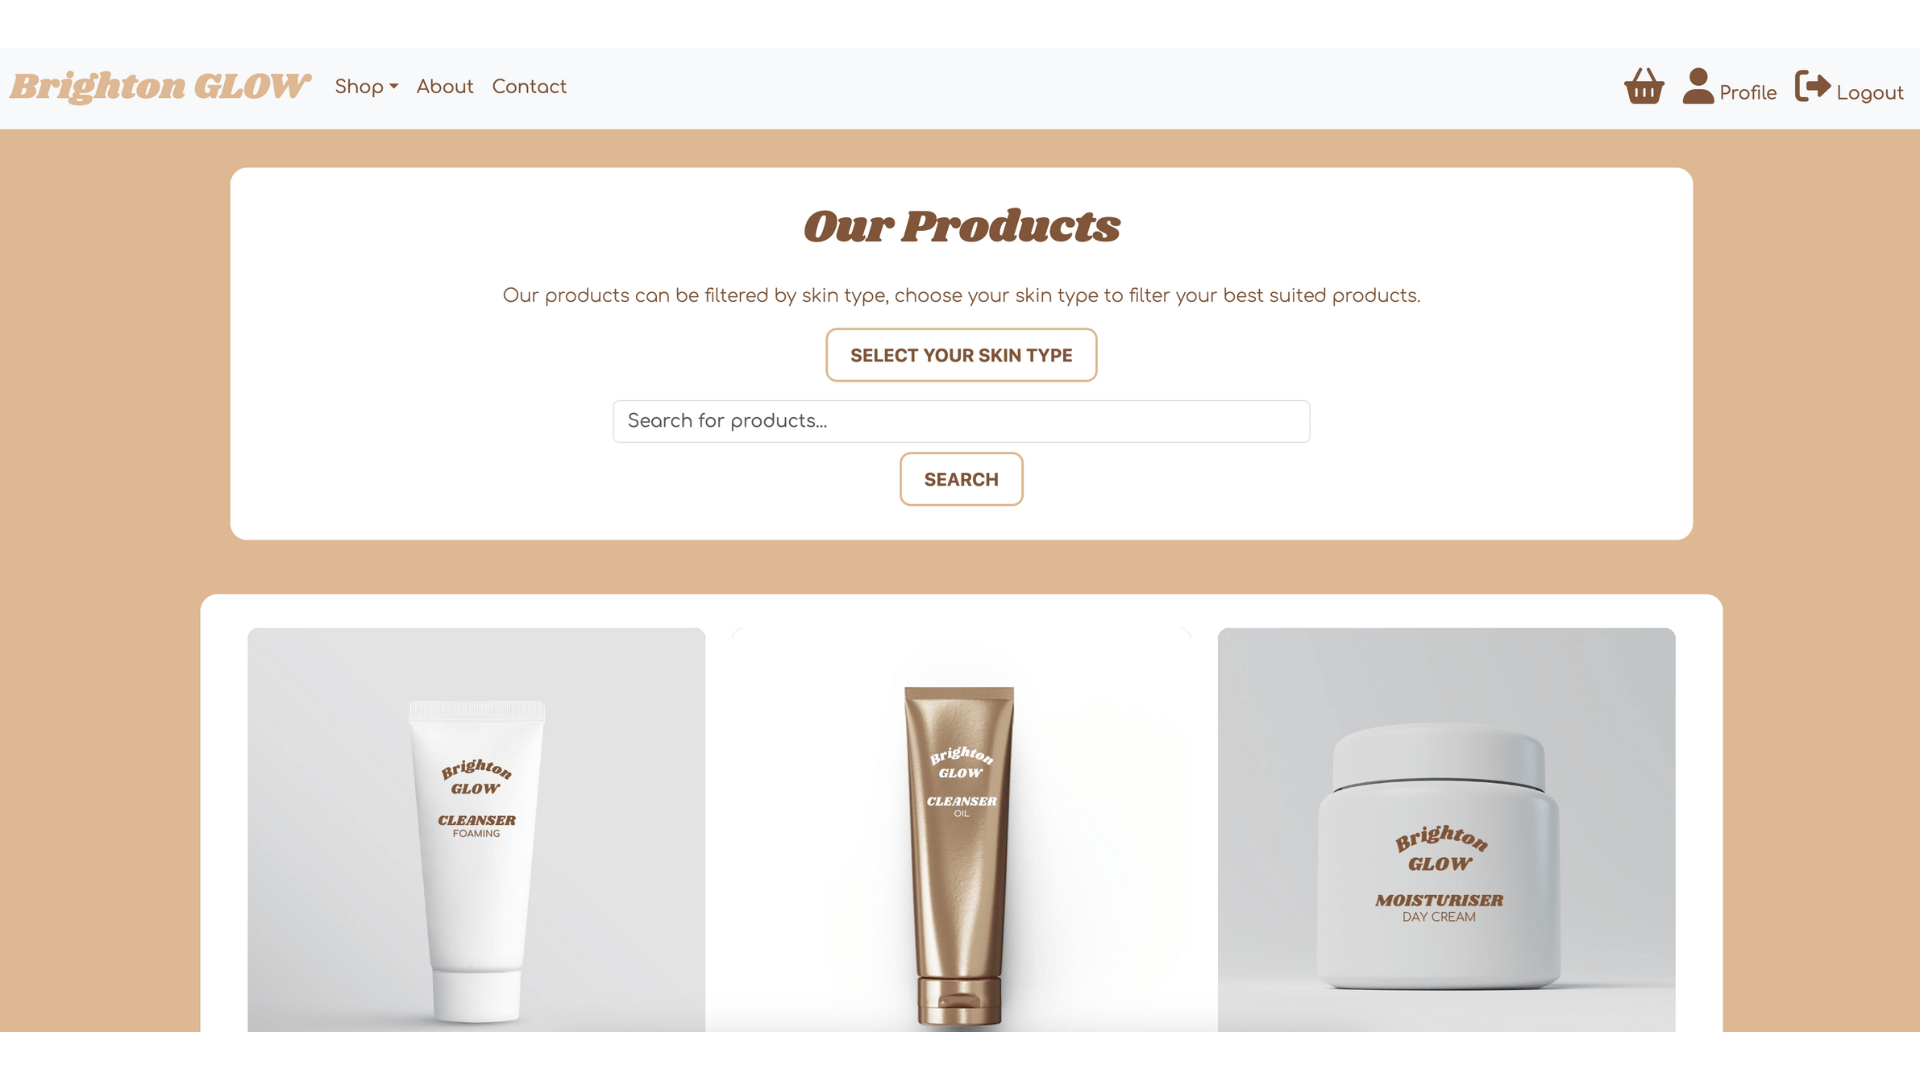 Brighton GLOW Shop About Contact Profile Logout
Our Products
Our products can be filtered by skin type, choose your skin type to filter your best suited products.
SELECT YOUR SKIN TYPE
Search for products...
SEARCH
Brighton
GLOW
CLEANSER
FOAMING
Brighton
GLOW
CLEANSER
OIL
Brighton
GLOW
MOISTURISER
DAY CREAM